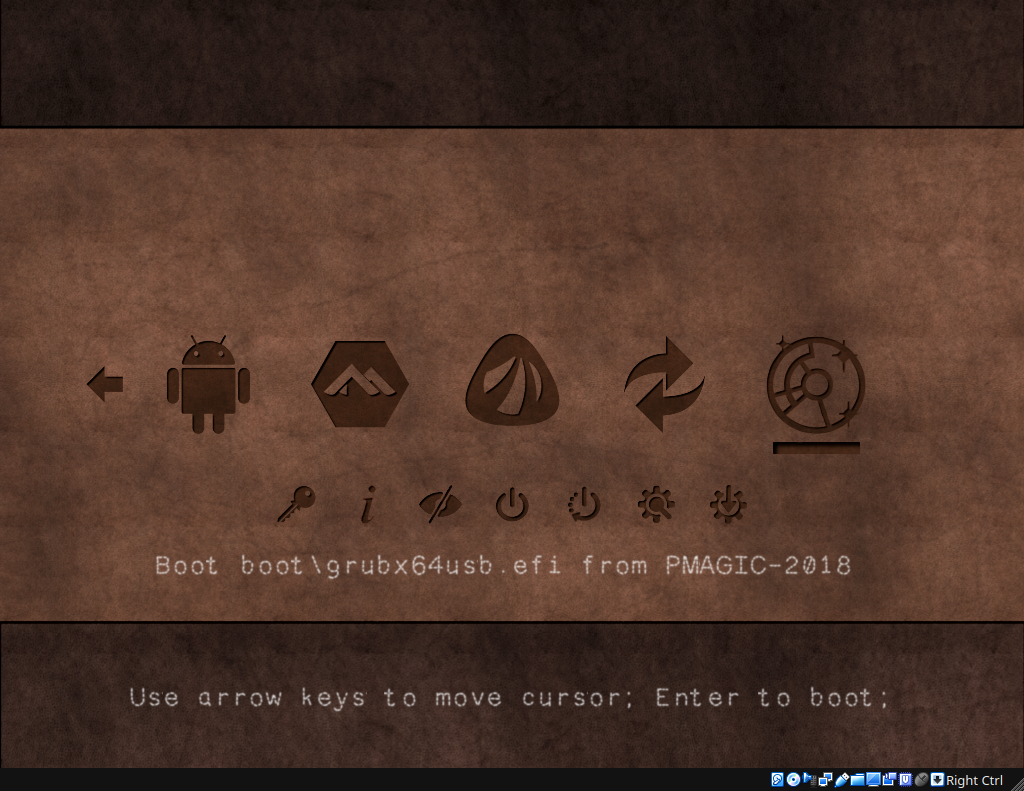 Boot boot\grubx64usb.efi from PMAGIC-2018
Use arrow keys to move cursor; Enter to boot;
Right Ctrl